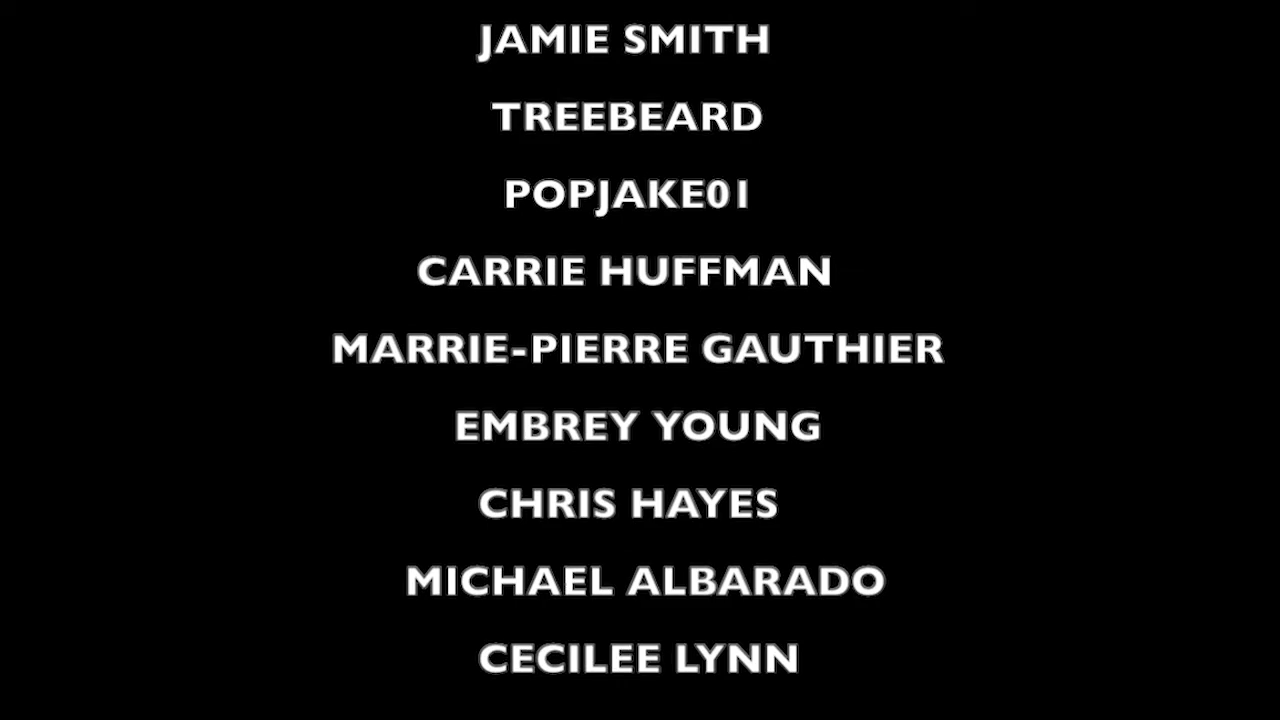 JAMIE SMITH
TREEBEARD
POPJAKE01
CARRIE HUFFMAN
MARRIE-PIERRE GAUTHIER
EMBREY YOUNG
CHRIS HAYES
MICHAEL ALBARADO
CECILEE LYNN